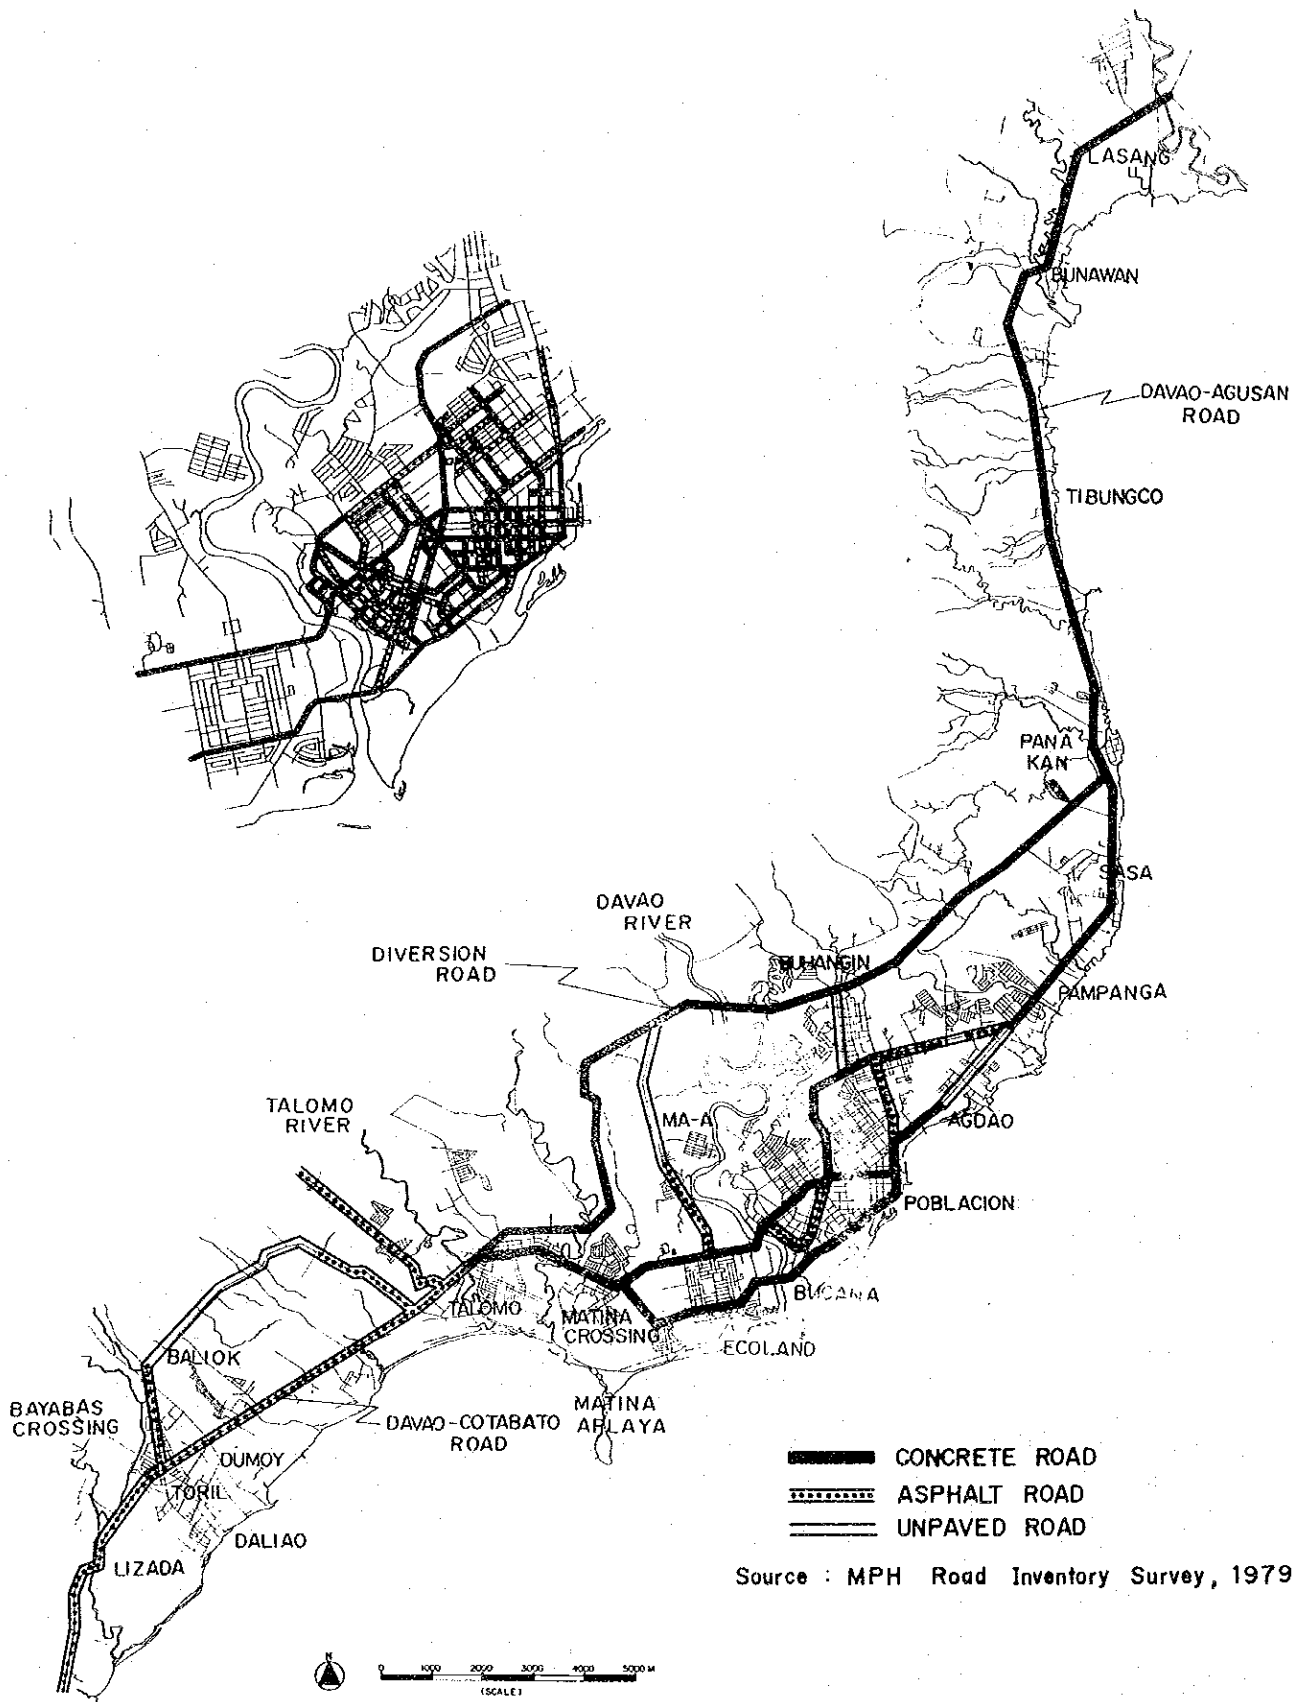 LASANG
BUNAWAN
DAVAO-AGUSAN
ROAD
TIBUNGCO
PANA
KAN
SASA
DAVAO
RIVER
DIVERSION
ROAD
BUHANGIN
PAMPANGA
TALOMO
RIVER
MA-A
AGDAO
POBLACION
BUCANA
TALOMO
MATINA
CROSSING
ECOLAND
BALIOK
BAYABAS
CROSSING
MATINA
APLAYA
DAVAO-COTABATO
ROAD
DUMOY
TORIL
DALIAO
LIZADA
CONCRETE ROAD
ASPHALT ROAD
UNPAVED ROAD
Source : MPH Road Inventory Survey, 1979
N
0 1000 2000 3000 4000 5000 M
(SCALE)